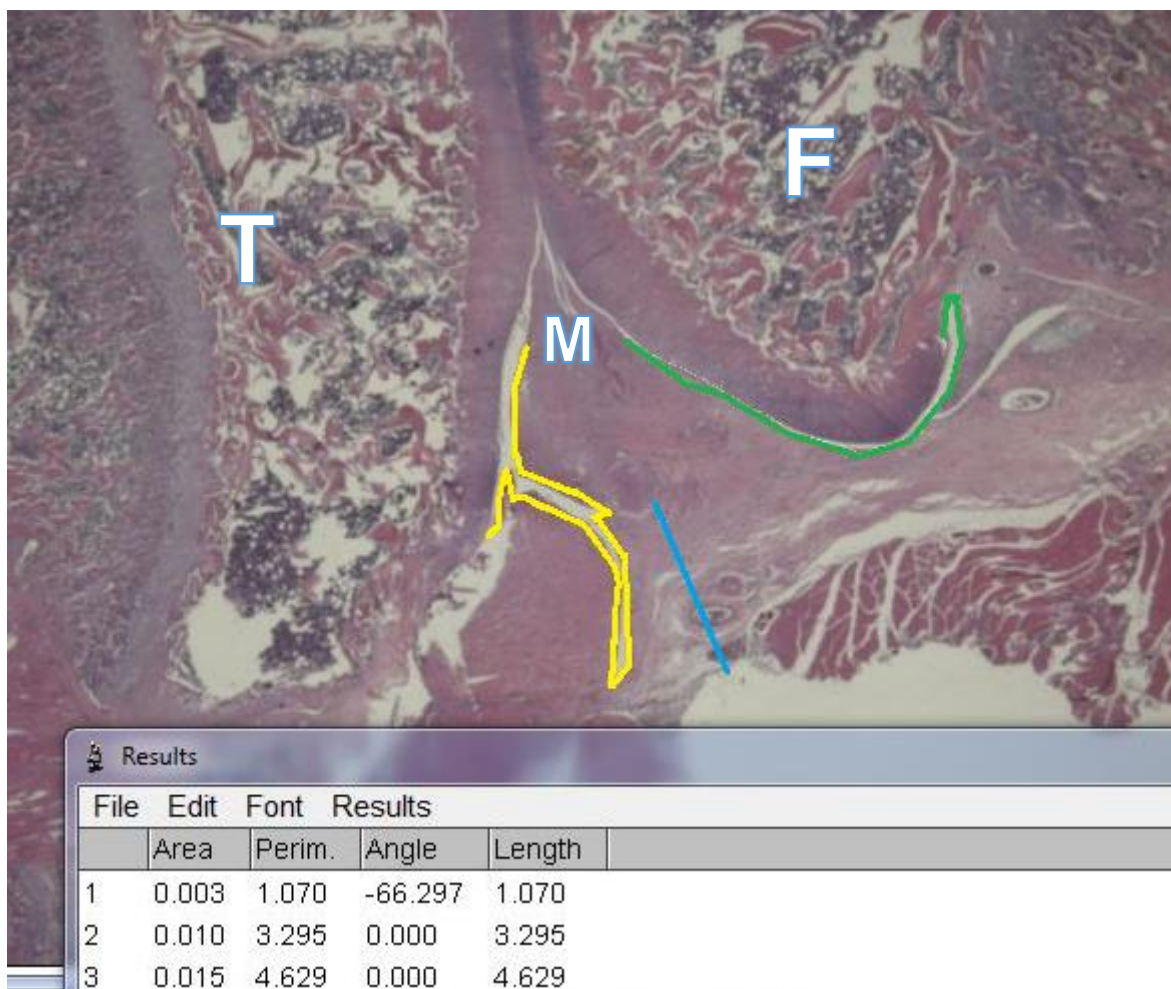 F
T
M
Results
File Edit Font Results
Area Perim. Angle Length
1 0.003 1.070 -66.297 1.070
2 0.010 3.295 0.000 3.295
3 0.015 4.629 0.000 4.629